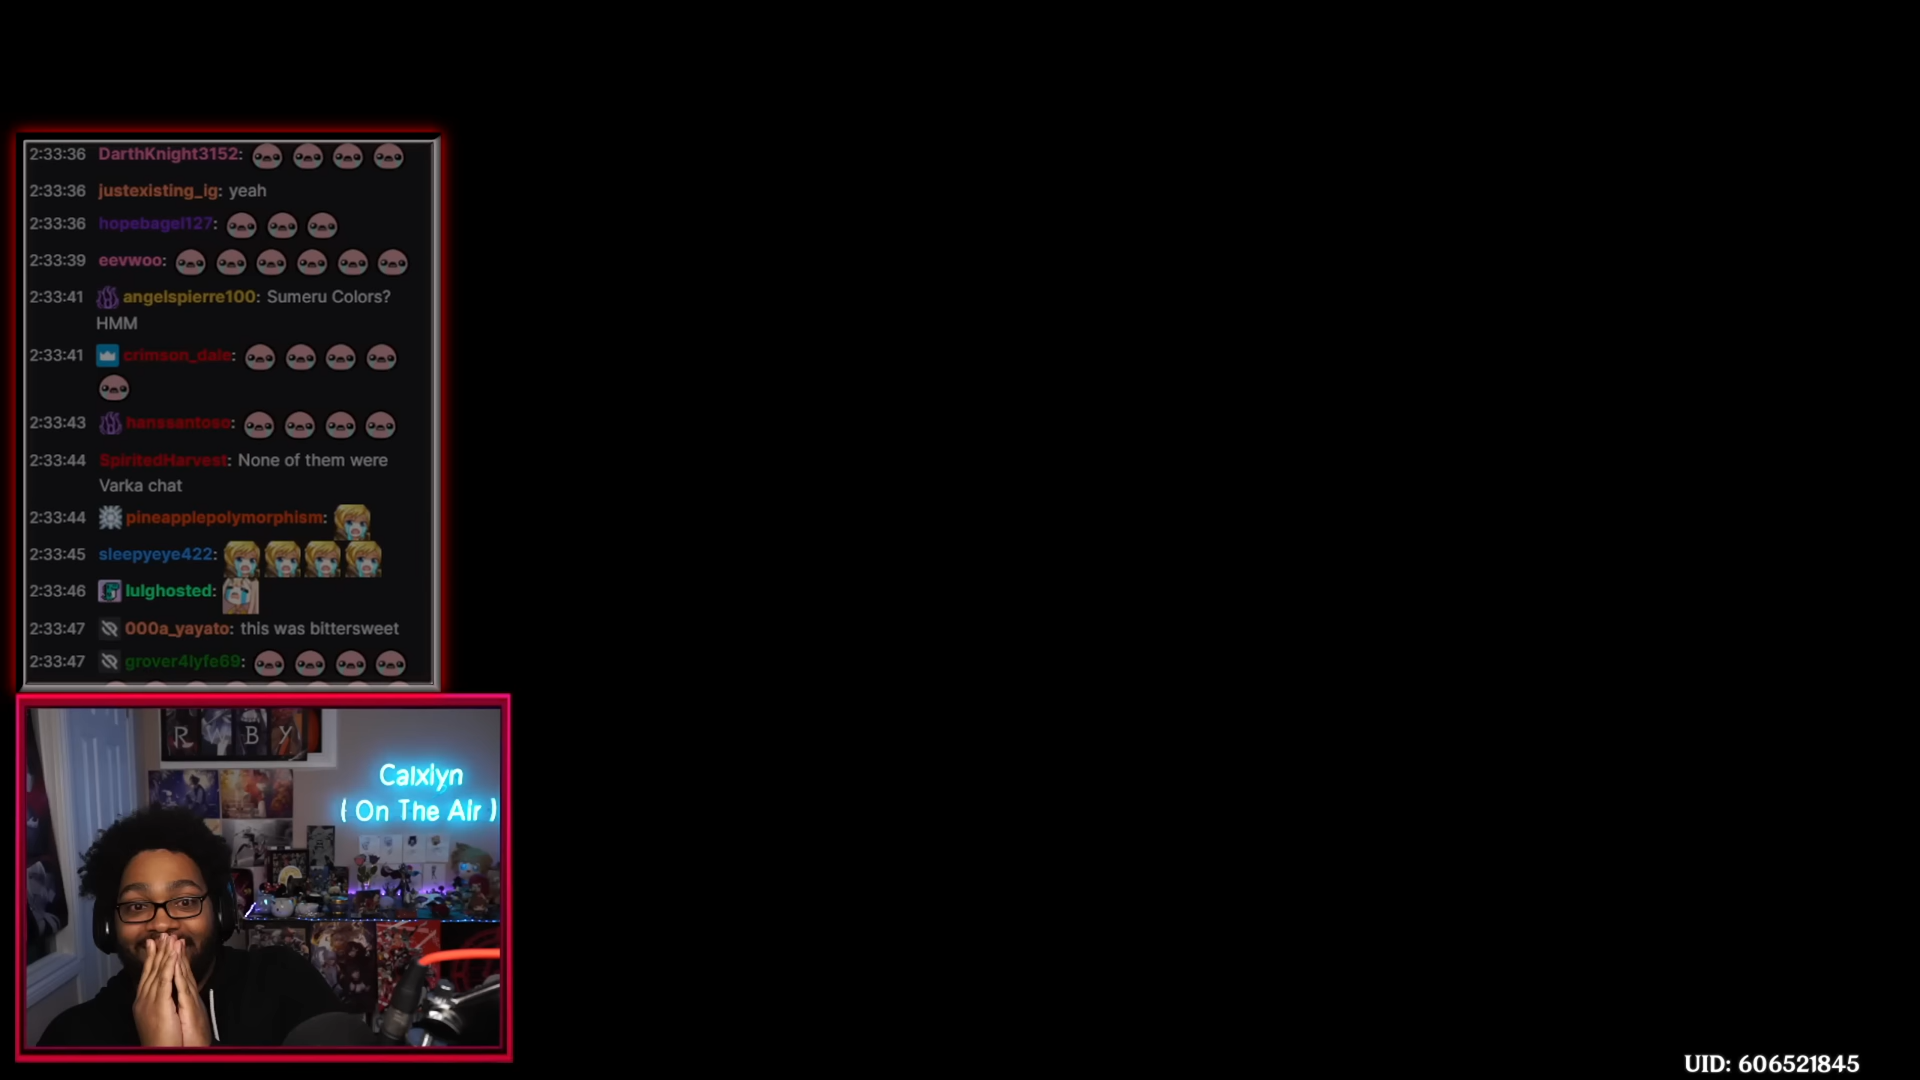 2:33:36 DarthKnight3152:
2:33:36 justexisting_ig: yeah
2:33:36 hopebagel127:
2:33:39 eevwoo:
2:33:41 angelspierre100: Sumeru Colors?
HMM
2:33:41 crimson_dale:
2:33:43 hanssantoso:
2:33:44 SpiritedHarvest: None of them were
Varka chat
2:33:44 pineapplepolymorphism:
2:33:45 sleepyeye422:
2:33:46 lulghosted:
2:33:47 000a_yayato: this was bittersweet
2:33:47 grover4lyfe69:
R W B Y
Calxlyn
( On The Air )
UID: 606521845